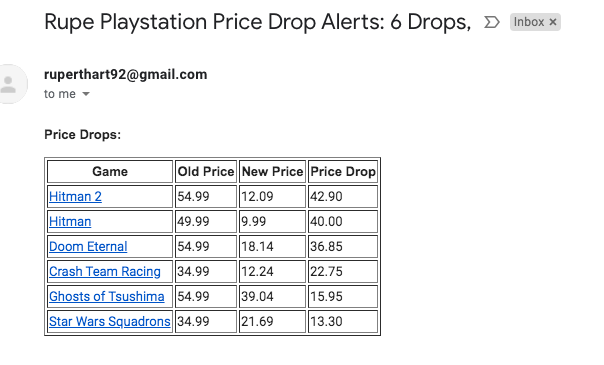 Rupe Playstation Price Drop Alerts: 6 Drops, Inbox ×
ruperthart92@gmail.com
to me
Price Drops:
Game Old Price New Price Price Drop
Hitman 2 54.99 12.09 42.90
Hitman 49.99 9.99 40.00
Doom Eternal 54.99 18.14 36.85
Crash Team Racing 34.99 12.24 22.75
Ghosts of Tsushima 54.99 39.04 15.95
Star Wars Squadrons 34.99 21.69 13.30